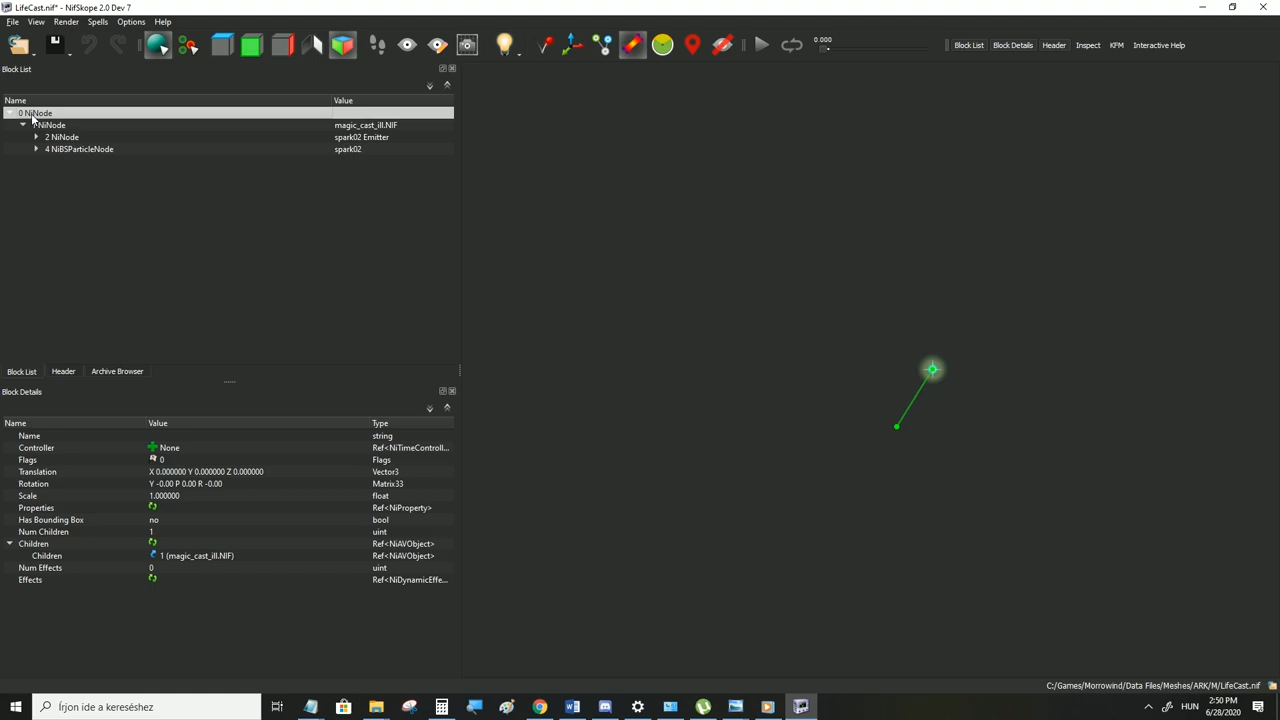 LifeCast.nif* - NifSkope 2.0 Dev 7
File View Render Spells Options Help
0.000
Block List Block Details Header Inspect KFM Interactive Help
Block List
Name Value
0 NiNode
NiNode magic_cast_ill.NIF
2 NiNode spark02 Emitter
4 NiBSParticleNode spark02
Block List Header Archive Browser
Block Details
Name Value Type
Name string
Controller None Ref<NiTimeControll...
Flags 0 Flags
Translation X 0.000000 Y 0.000000 Z 0.000000 Vector3
Rotation Y -0.00 P 0.00 R -0.00 Matrix33
Scale 1.000000 float
Properties Ref<NiProperty>
Has Bounding Box no bool
Num Children 1 uint
Children Ref<NiAVObject>
Children 1 (magic_cast_ill.NIF) Ref<NiAVObject>
Num Effects 0 uint
Effects Ref<NiDynamicEffe...
C:/Games/Morrowind/Data Files/Meshes/ARK/M/LifeCast.nif
Írjon ide a kereséshez
HUN
2:50 PM
6/28/2020